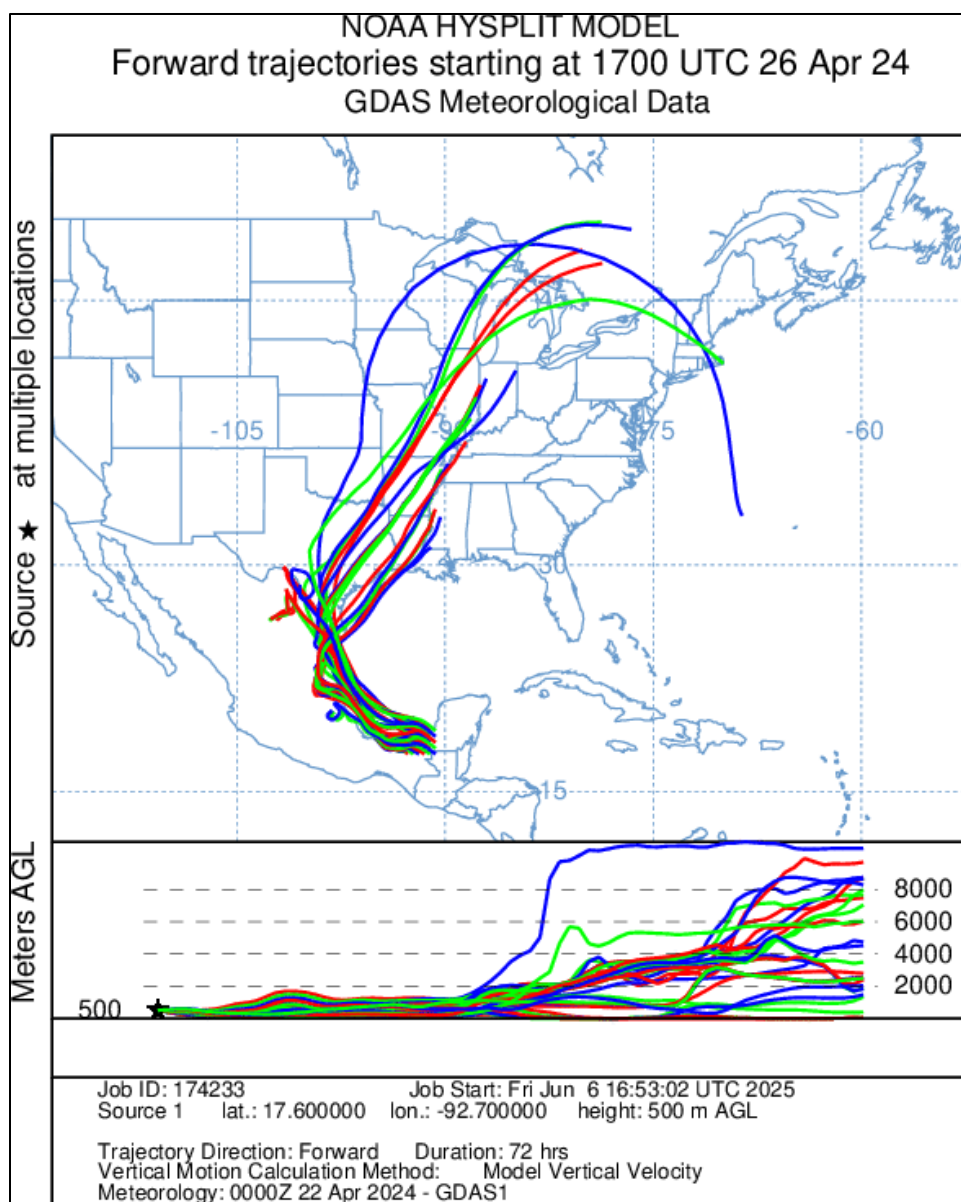 NOAA HYSPLIT MODEL
Forward trajectories starting at 1700 UTC 26 Apr 24
GDAS Meteorological Data
Source ★ at multiple locations
45
-105
-90
-75
-60
30
15
Meters AGL
8000
6000
4000
2000
500
Job ID: 174233 Job Start: Fri Jun 6 16:53:02 UTC 2025
Source 1 lat.: 17.600000 lon.: -92.700000 height: 500 m AGL
Trajectory Direction: Forward Duration: 72 hrs
Vertical Motion Calculation Method: Model Vertical Velocity
Meteorology: 0000Z 22 Apr 2024 - GDAS1